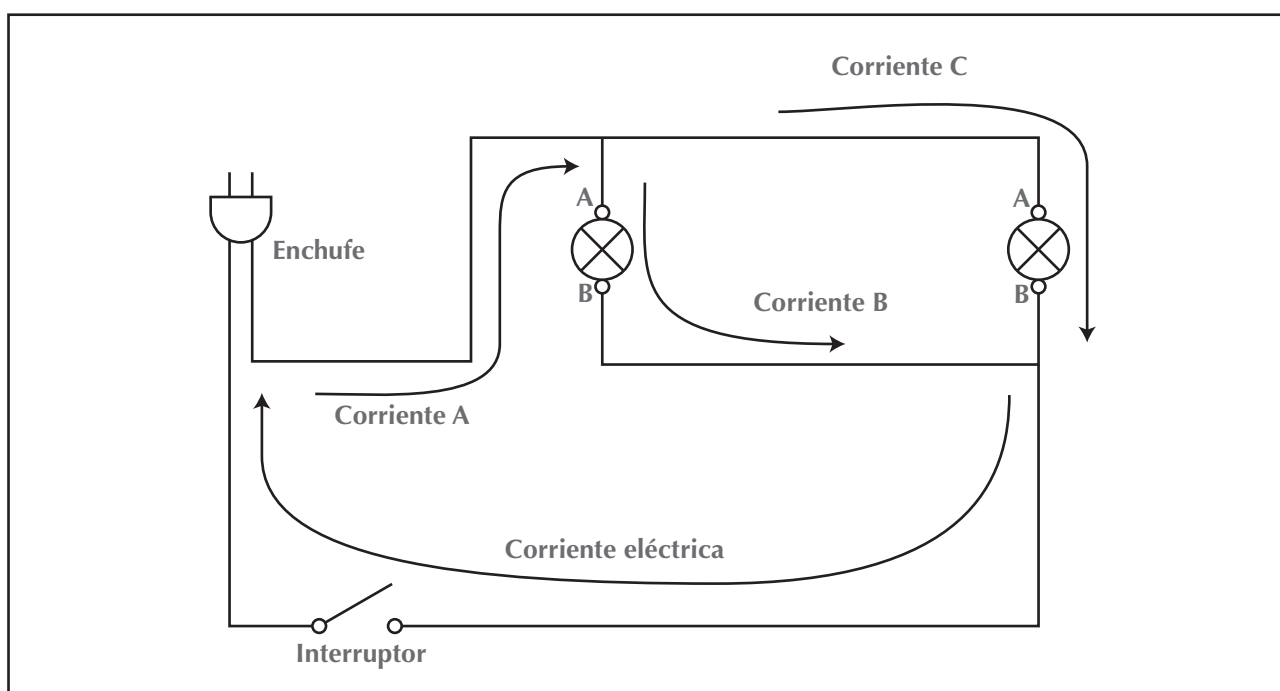 Corriente C
A
A
Enchufe
B
B
Corriente B
Corriente A
Corriente eléctrica
Interruptor